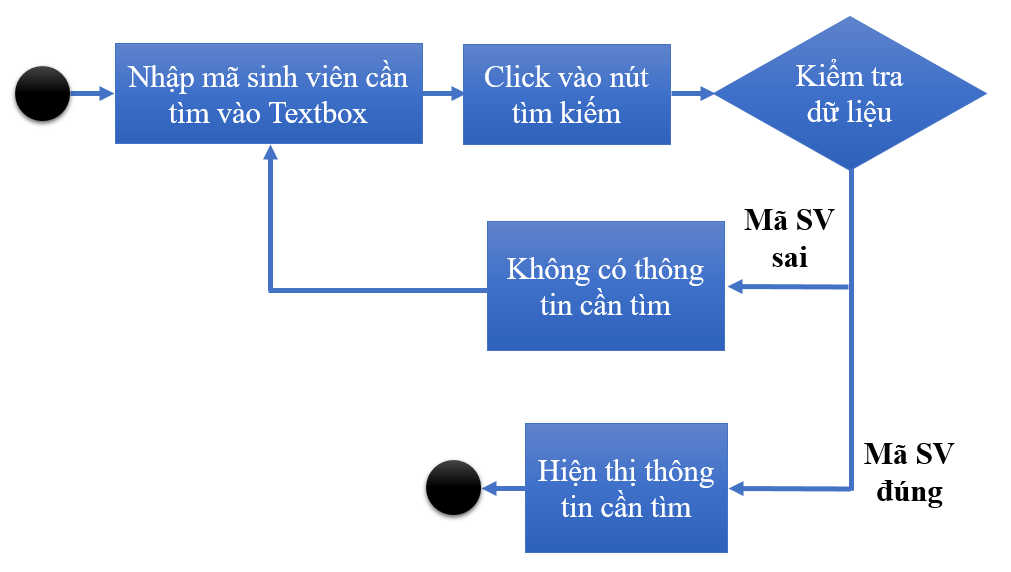 Nhập mã sinh viên cần
tìm vào Textbox
Click vào nút
tìm kiếm
Kiểm tra
dữ liệu
Mã SV
sai
Không có thông
tin cần tìm
Mã SV
đúng
Hiện thị thông
tin cần tìm